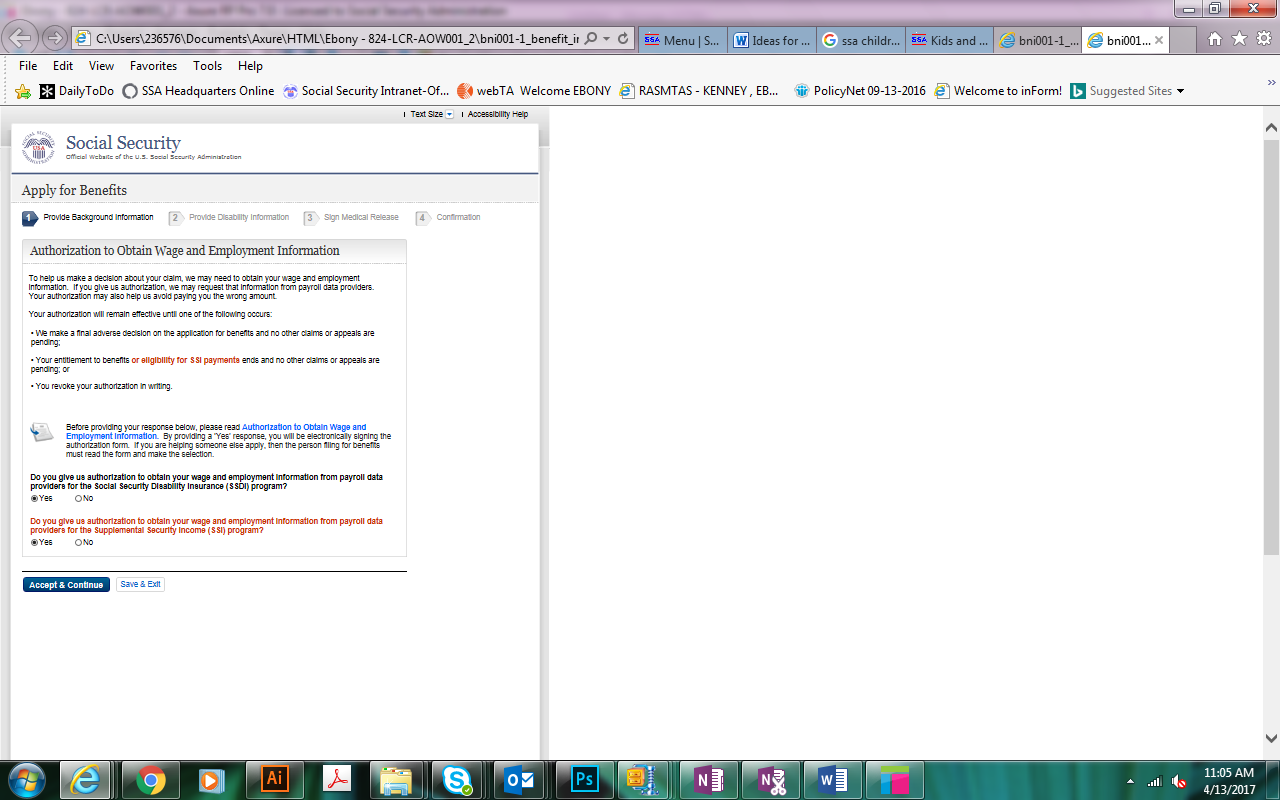 C:\Users\236576\Documents\Axure\HTML\Ebony - 824-LCR-AOW001_2\bni001-1_benefit_in
Menu | S...
Ideas for ...
ssa childr...
Kids and ...
bni001-1_...
bni001...
File Edit View Favorites Tools Help
DailyToDo SSA Headquarters Online Social Security Intranet-Of... webTA Welcome EBONY RASMTAS - KENNEY , EB... PolicyNet 09-13-2016 Welcome to inForm! Suggested Sites
Text Size Accessibility Help
Social Security
Official Website of the U.S. Social Security Administration
Apply for Benefits
1 Provide Background Information 2 Provide Disability Information 3 Sign Medical Release 4 Confirmation
Authorization to Obtain Wage and Employment Information
To help us make a decision about your claim, we may need to obtain your wage and employment
information. If you give us authorization, we may request that information from payroll data providers.
Your authorization may also help us avoid paying you the wrong amount.
Your authorization will remain effective until one of the following occurs:
• We make a final adverse decision on the application for benefits and no other claims or appeals are
pending;
• Your entitlement to benefits or eligibility for SSI payments ends and no other claims or appeals are
pending; or
• You revoke your authorization in writing.
Before providing your response below, please read Authorization to Obtain Wage and
Employment Information. By providing a 'Yes' response, you will be electronically signing the
authorization form. If you are helping someone else apply, then the person filing for benefits
must read the form and make the selection.
Do you give us authorization to obtain your wage and employment information from payroll data
providers for the Social Security Disability Insurance (SSDI) program?
Yes No
Do you give us authorization to obtain your wage and employment information from payroll data
providers for the Supplemental Security Income (SSI) program?
Yes No
Accept & Continue Save & Exit
11:05 AM
4/13/2017